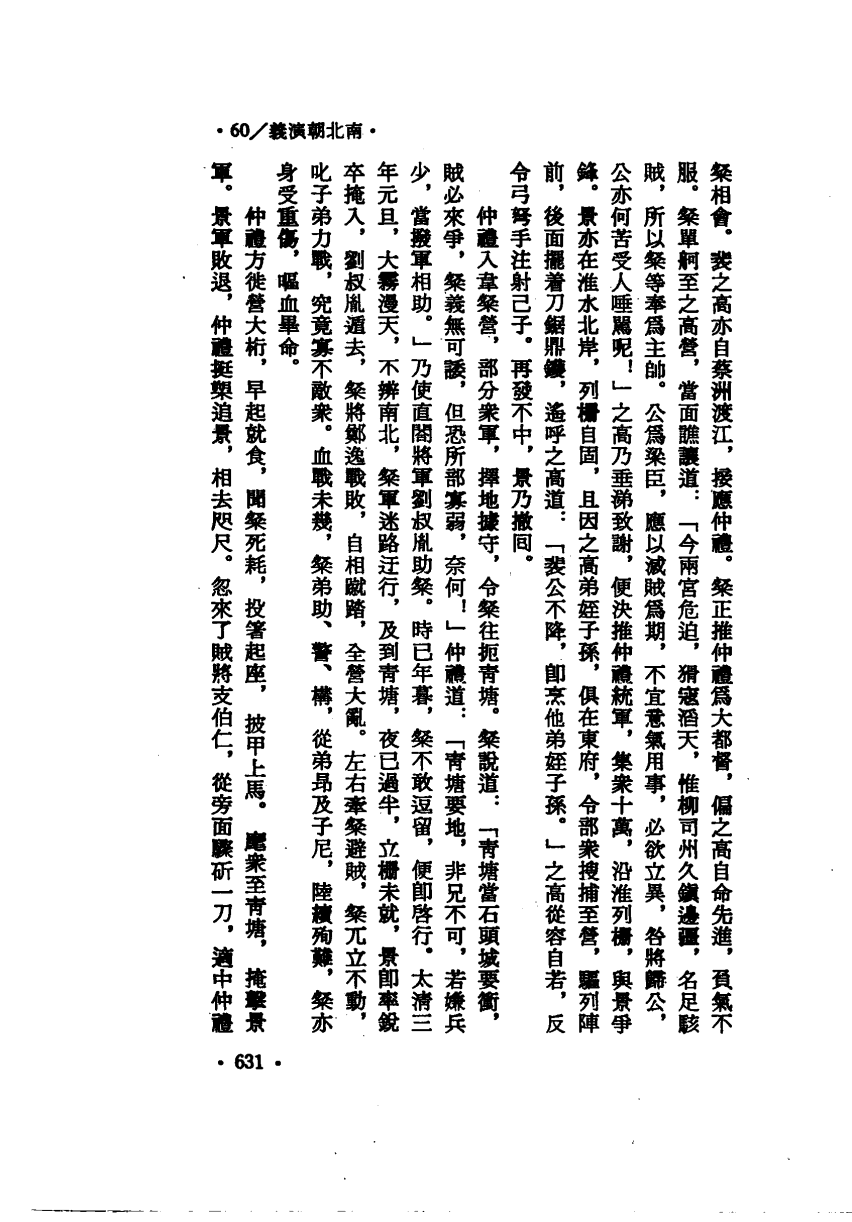 ・60／義演朝北南・
粲相會。裴之高亦自蔡洲渡江，接應仲禮。粲正推仲禮爲大都督，偏之高自命先進，負氣不
服。粲單舸至之高營，當面譙讓道：「今兩宮危迫，猾寇滔天，惟柳司州久鎭邊疆，名足駭
賊，所以粲等奉爲主帥。公爲梁臣，應以滅賊爲期，不宜意氣用事，必欲立異，咎將歸公，
公亦何苦受人唾駡呢！」之高乃垂涕致謝，便決推仲禮統軍，集衆十萬，沿淮列柵，與景爭
鋒。景亦在淮水北岸，列柵自固，且因之高弟姪子孫，俱在東府，令部衆搜捕至營，驅列陣
前，後面擺着刀鋸鼎鑊，遙呼之高道：「裴公不降，卽烹他弟姪子孫。」之高從容自若，反
令弓弩手注射己子。再發不中，景乃撤囘。
仲禮入韋粲營，部分衆軍，擇地據守，令粲往扼靑塘。粲說道：「靑塘當石頭城要衝，
賊必來爭，粲義無可諉，但恐所部寡弱，奈何！」仲禮道：「靑塘要地，非兄不可，若嫌兵
少，當撥軍相助。」乃使直閤將軍劉叔胤助粲。時已年暮，粲不敢逗留，便卽啓行。太淸三
年元旦，大霧漫天，不辨南北，粲軍迷路迂行，及到靑塘，夜已過半，立柵未就，景卽率銳
卒掩入，劉叔胤遁去，粲將鄭逸戰敗，自相蹴踏，全營大亂。左右牽粲避賊，粲兀立不動，
叱子弟力戰，究竟寡不敵衆。血戰未幾，粲弟助、警、構，從弟昂及子尼，陸續殉難，粲亦
身受重傷，嘔血畢命。
仲禮方徙營大桁，早起就食，聞粲死耗，投箸起座，披甲上馬。麾衆至靑塘，掩擊景
軍。景軍敗退，仲禮挺槊追景，相去咫尺。忽來了賊將支伯仁，從旁面驟斫一刀，適中仲禮
・631・